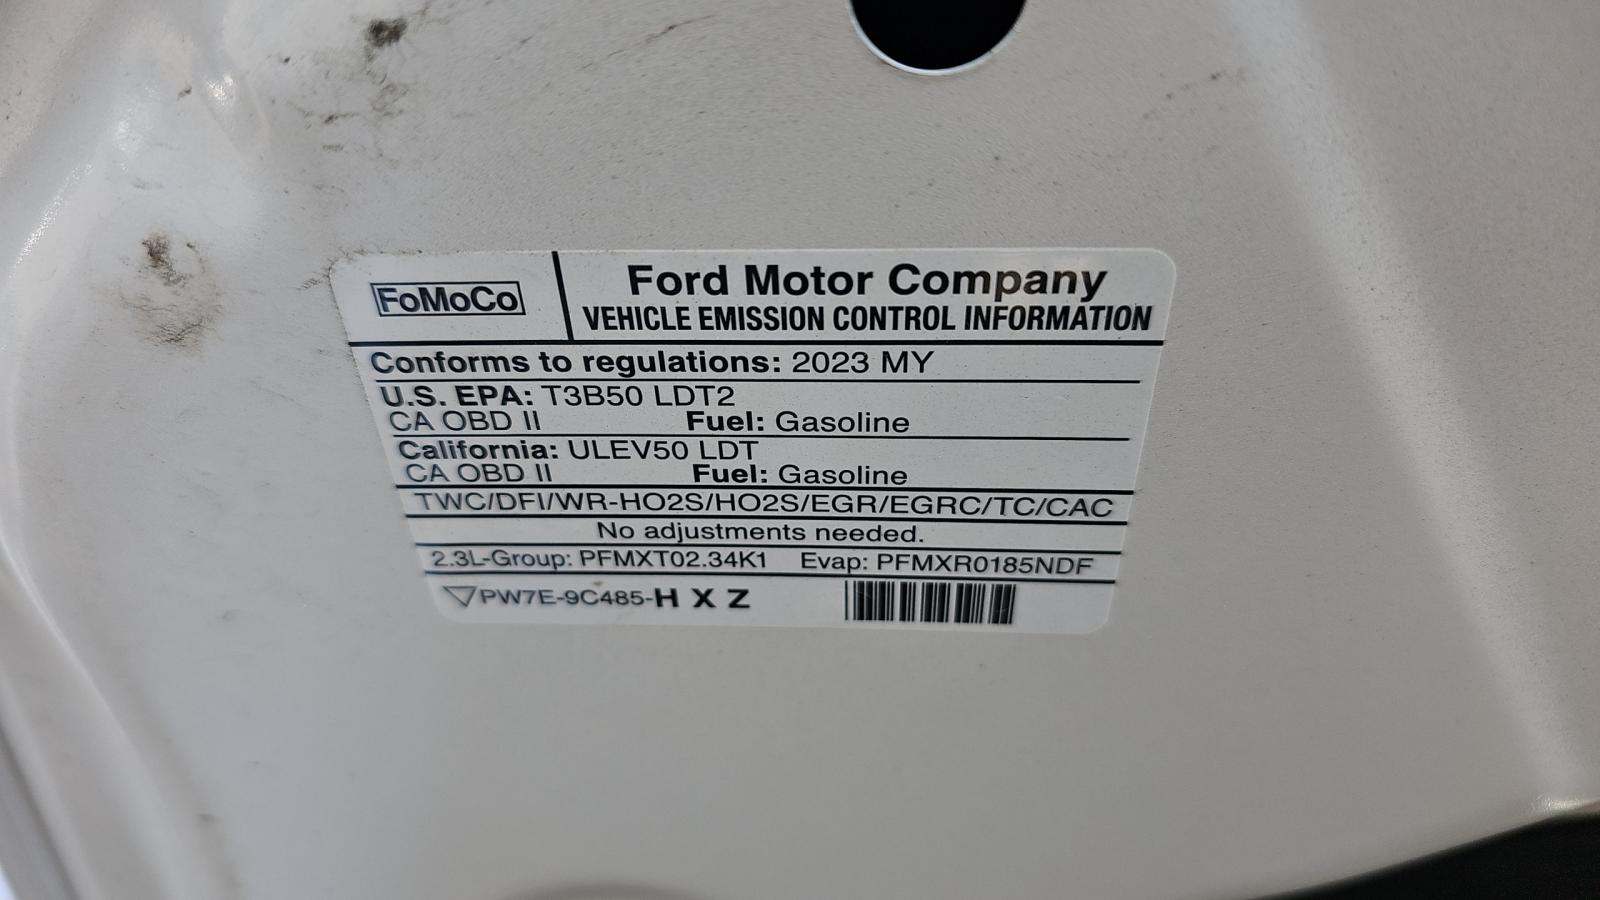 FoMoCo
Ford Motor Company
VEHICLE EMISSION CONTROL INFORMATION
Conforms to regulations: 2023 MY
U.S. EPA: T3B50 LDT2
CA OBD II Fuel: Gasoline
California: ULEV50 LDT
CA OBD II Fuel: Gasoline
TWC/DFI/WR-HO2S/HO2S/EGR/EGRC/TC/CAC
No adjustments needed.
2.3L-Group: PFMXT02.34K1 Evap: PFMXR0185NDF
PW7E-9C485-H X Z